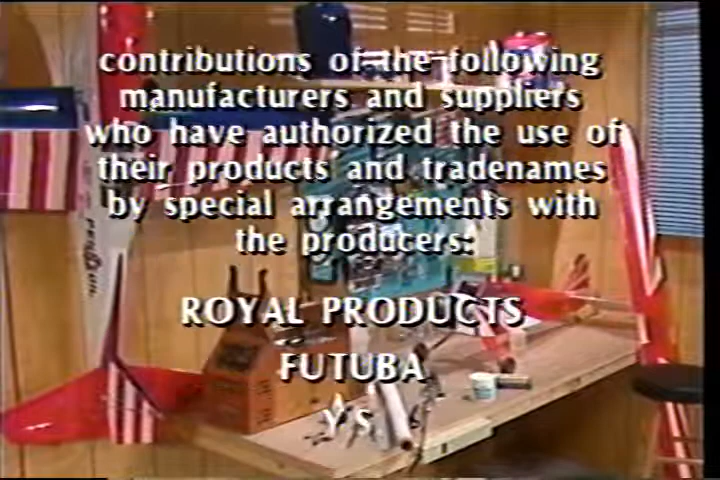 contributions of the following
manufacturers and suppliers
who have authorized the use of
their products and tradenames
by special arrangements with
the producers:
ROYAL PRODUCTS
FUTUBA
Y.S.